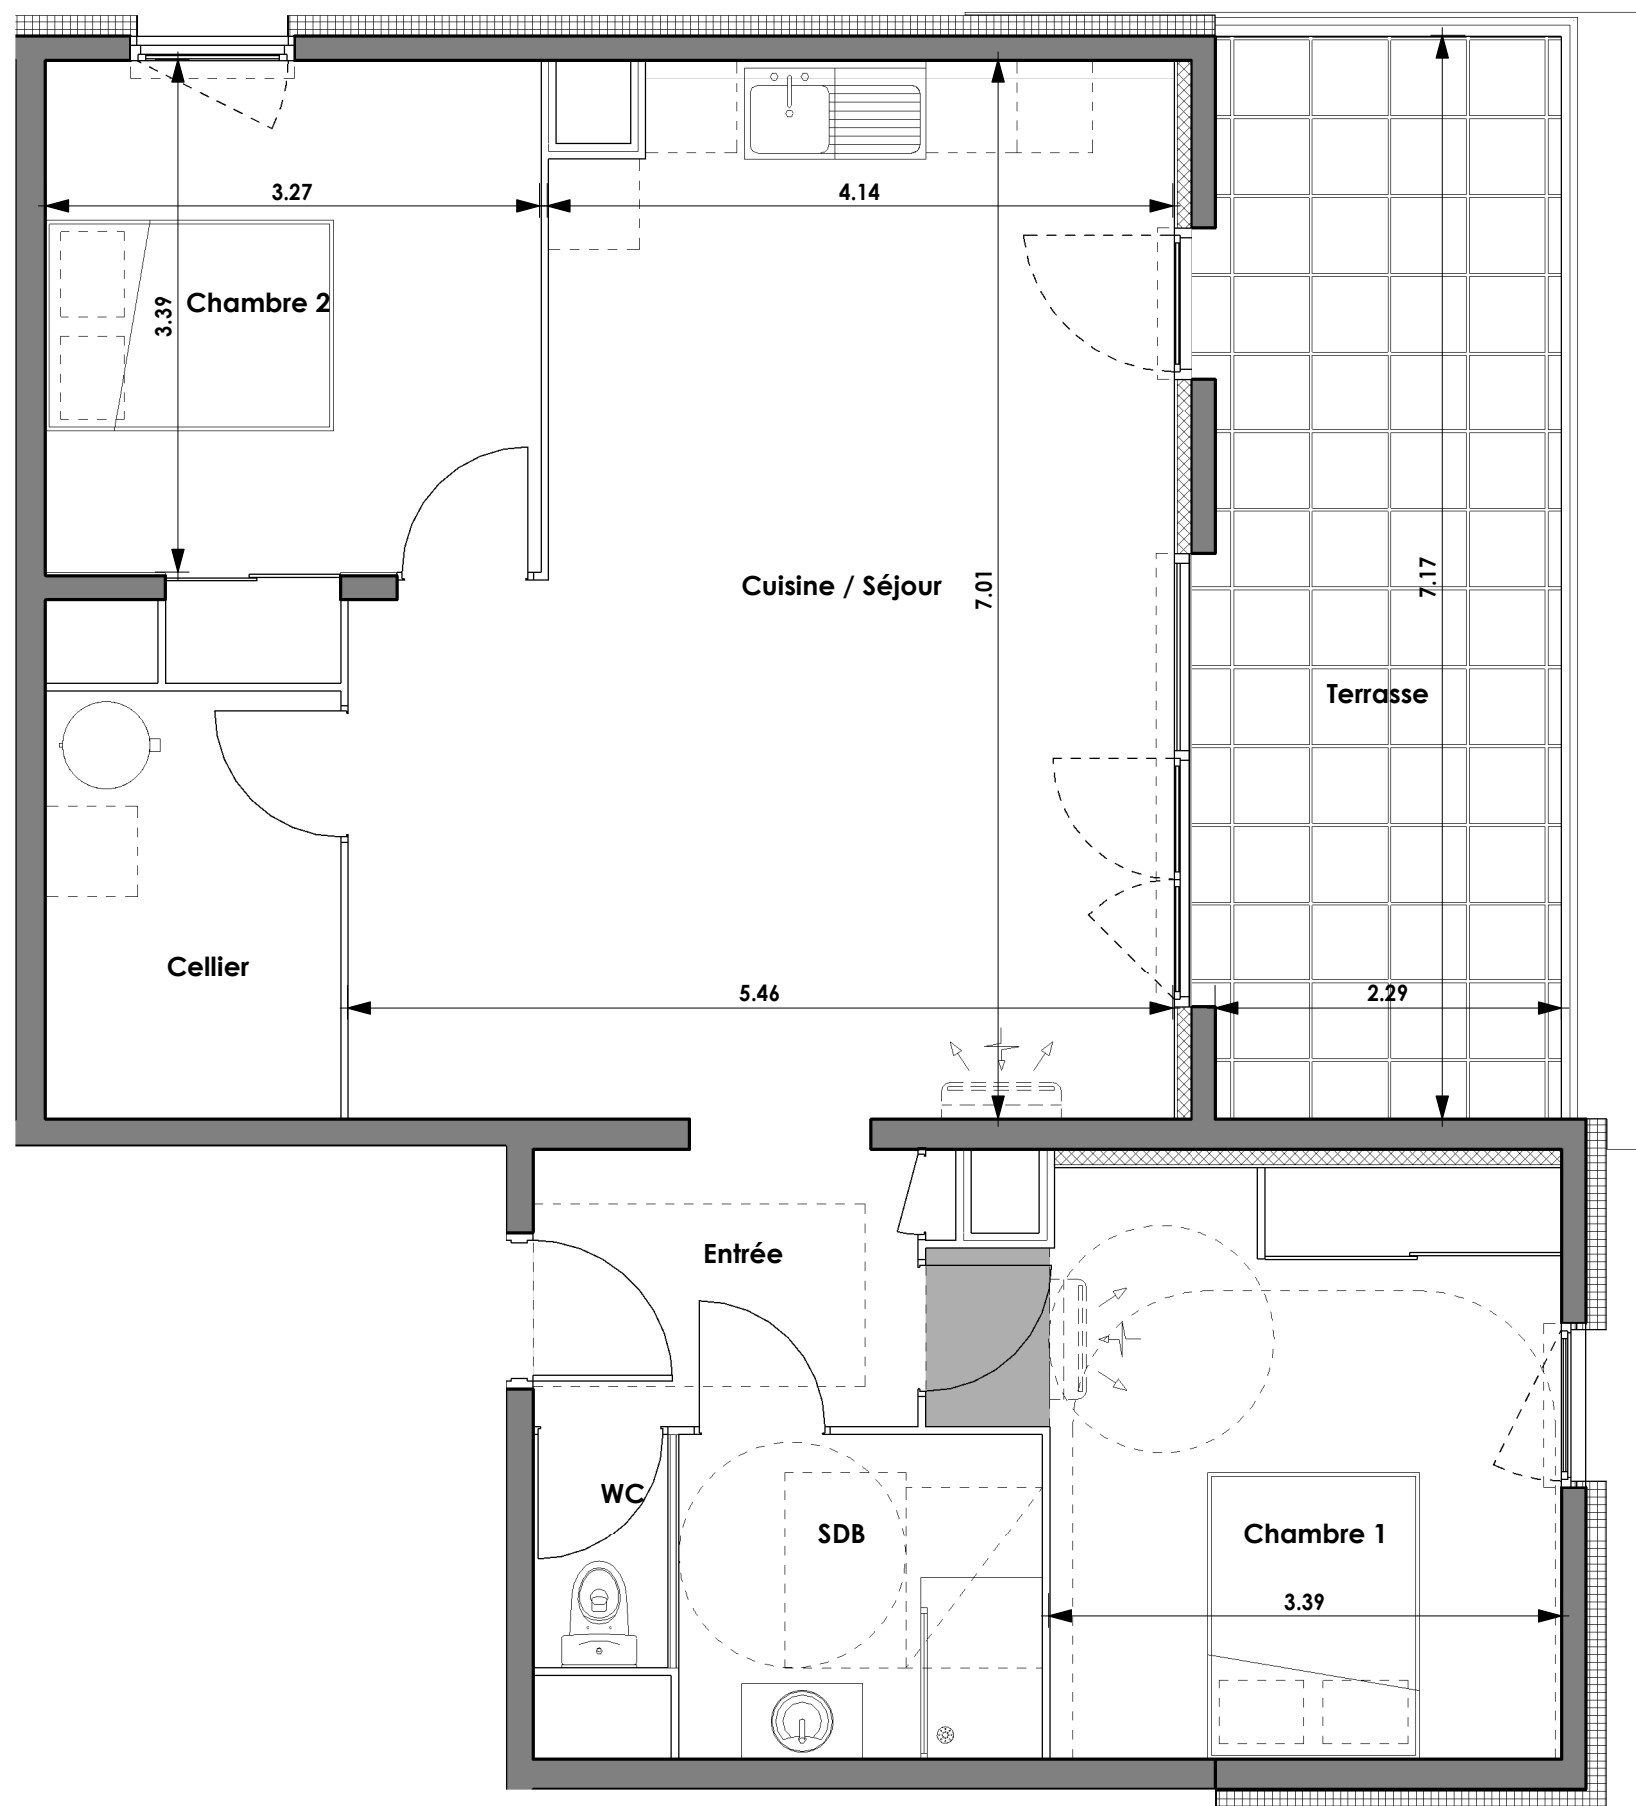 3.27
4.14
3.39
Chambre 2
Cuisine / Séjour
7.01
7.17
Terrasse
Cellier
5.46
2.29
Entrée
WC
SDB
Chambre 1
3.39